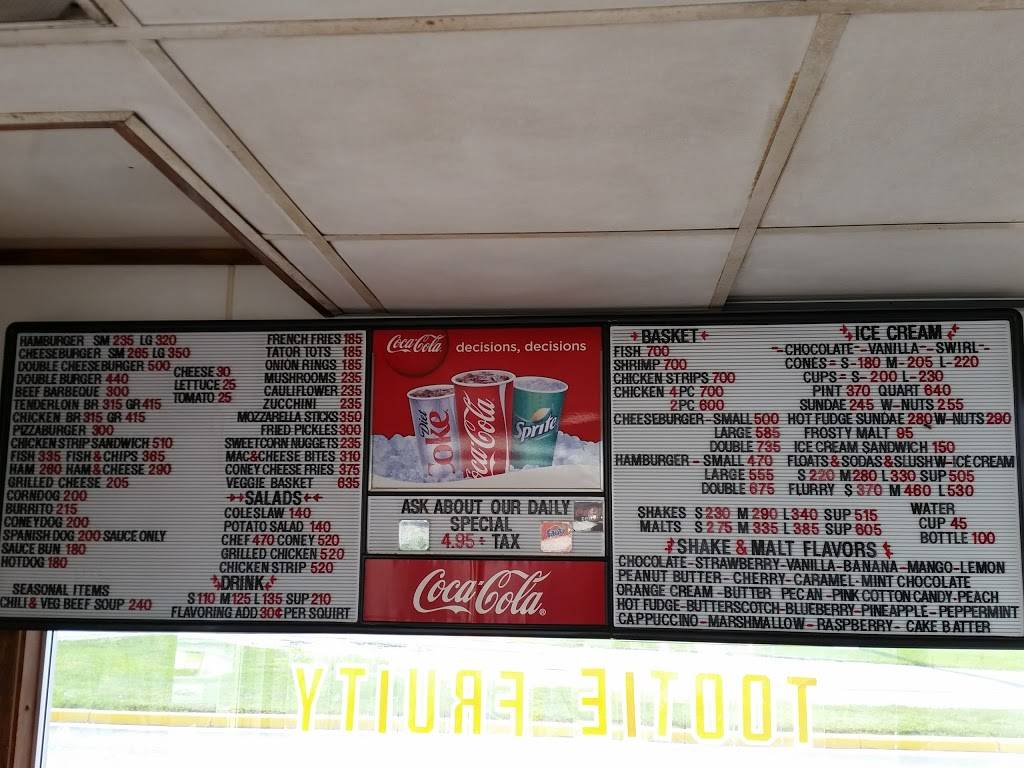 HAMBURGER SM 235 LG 320
CHEESEBURGER SM 265 LG 350
DOUBLE CHEESEBURGER 500
DOUBLE BURGER 440
BEEF BARBEQUE 300
TENDERLOIN BR 315 GR 415
CHICKEN BR 315 GR 415
PIZZABURGER 300
CHICKEN STRIP SANDWICH 510
FISH 335 FISH & CHIPS 365
HAM 260 HAM & CHEESE 290
GRILLED CHEESE 205
CORNDOG 200
BURRITO 215
CONEYDOG 200
SPANISH DOG 200 SAUCE ONLY
SAUCE BUN 180
HOTDOG 180
SEASONAL ITEMS
CHILI & VEG BEEF SOUP 240
CHEESE 30
LETTUCE 25
TOMATO 25
FRENCH FRIES 185
TATOR TOTS 185
ONION RINGS 185
MUSHROOMS 235
CAULIFLOWER 235
ZUCCHINI 235
MOZZARELLA STICKS 350
FRIED PICKLES 300
SWEETCORN NUGGETS 235
MAC&CHEESE BITES 310
CONEY CHEESE FRIES 375
VEGGIE BASKET 635
SALADS
COLESLAW 140
POTATO SALAD 140
CHEF 470 CONEY 520
GRILLED CHICKEN 520
CHICKEN STRIP 520
DRINK
S 110 M 125 L 135 SUP 210
FLAVORING ADD 30¢ PER SQUIRT
Coca-Cola decisions, decisions
Diet Coke
Coca-Cola
Sprite
ASK ABOUT OUR DAILY
SPECIAL
4.95 + TAX
Coca-Cola
BASKET
FISH 700
SHRIMP 700
CHICKEN STRIPS 700
CHICKEN 4 PC 700
2 PC 600
CHEESEBURGER - SMALL 500
LARGE 585
DOUBLE 735
HAMBURGER - SMALL 470
LARGE 555
DOUBLE 675
ICE CREAM
-CHOCOLATE--VANILLA--SWIRL-
CONES- S-180 M-205 L-220
CUPS- S-200 L-230
PINT 370 QUART 640
SUNDAE 245 W-NUTS 255
HOT FUDGE SUNDAE 280 W-NUTS 290
FROSTY MALT 95
ICE CREAM SANDWICH 150
FLOATS & SODAS & SLUSH W-ICE CREAM
S 220 M 280 L 330 SUP 505
FLURRY S 370 M 460 L 530
SHAKES S 230 M 290 L 340 SUP 515
MALTS S 275 M 335 L 385 SUP 605
WATER
CUP 45
BOTTLE 100
SHAKE & MALT FLAVORS
CHOCOLATE-STRAWBERRY-VANILLA-BANANA-MANGO-LEMON
PEANUT BUTTER-CHERRY-CARAMEL-MINT CHOCOLATE
ORANGE CREAM-BUTTER PECAN-PINK COTTON CANDY-PEACH
HOT FUDGE-BUTTERSCOTCH-BLUEBERRY-PINEAPPLE-PEPPERMINT
CAPPUCCINO-MARSHMALLOW-RASPBERRY-CAKE BATTER
TOOTIE FRUITY